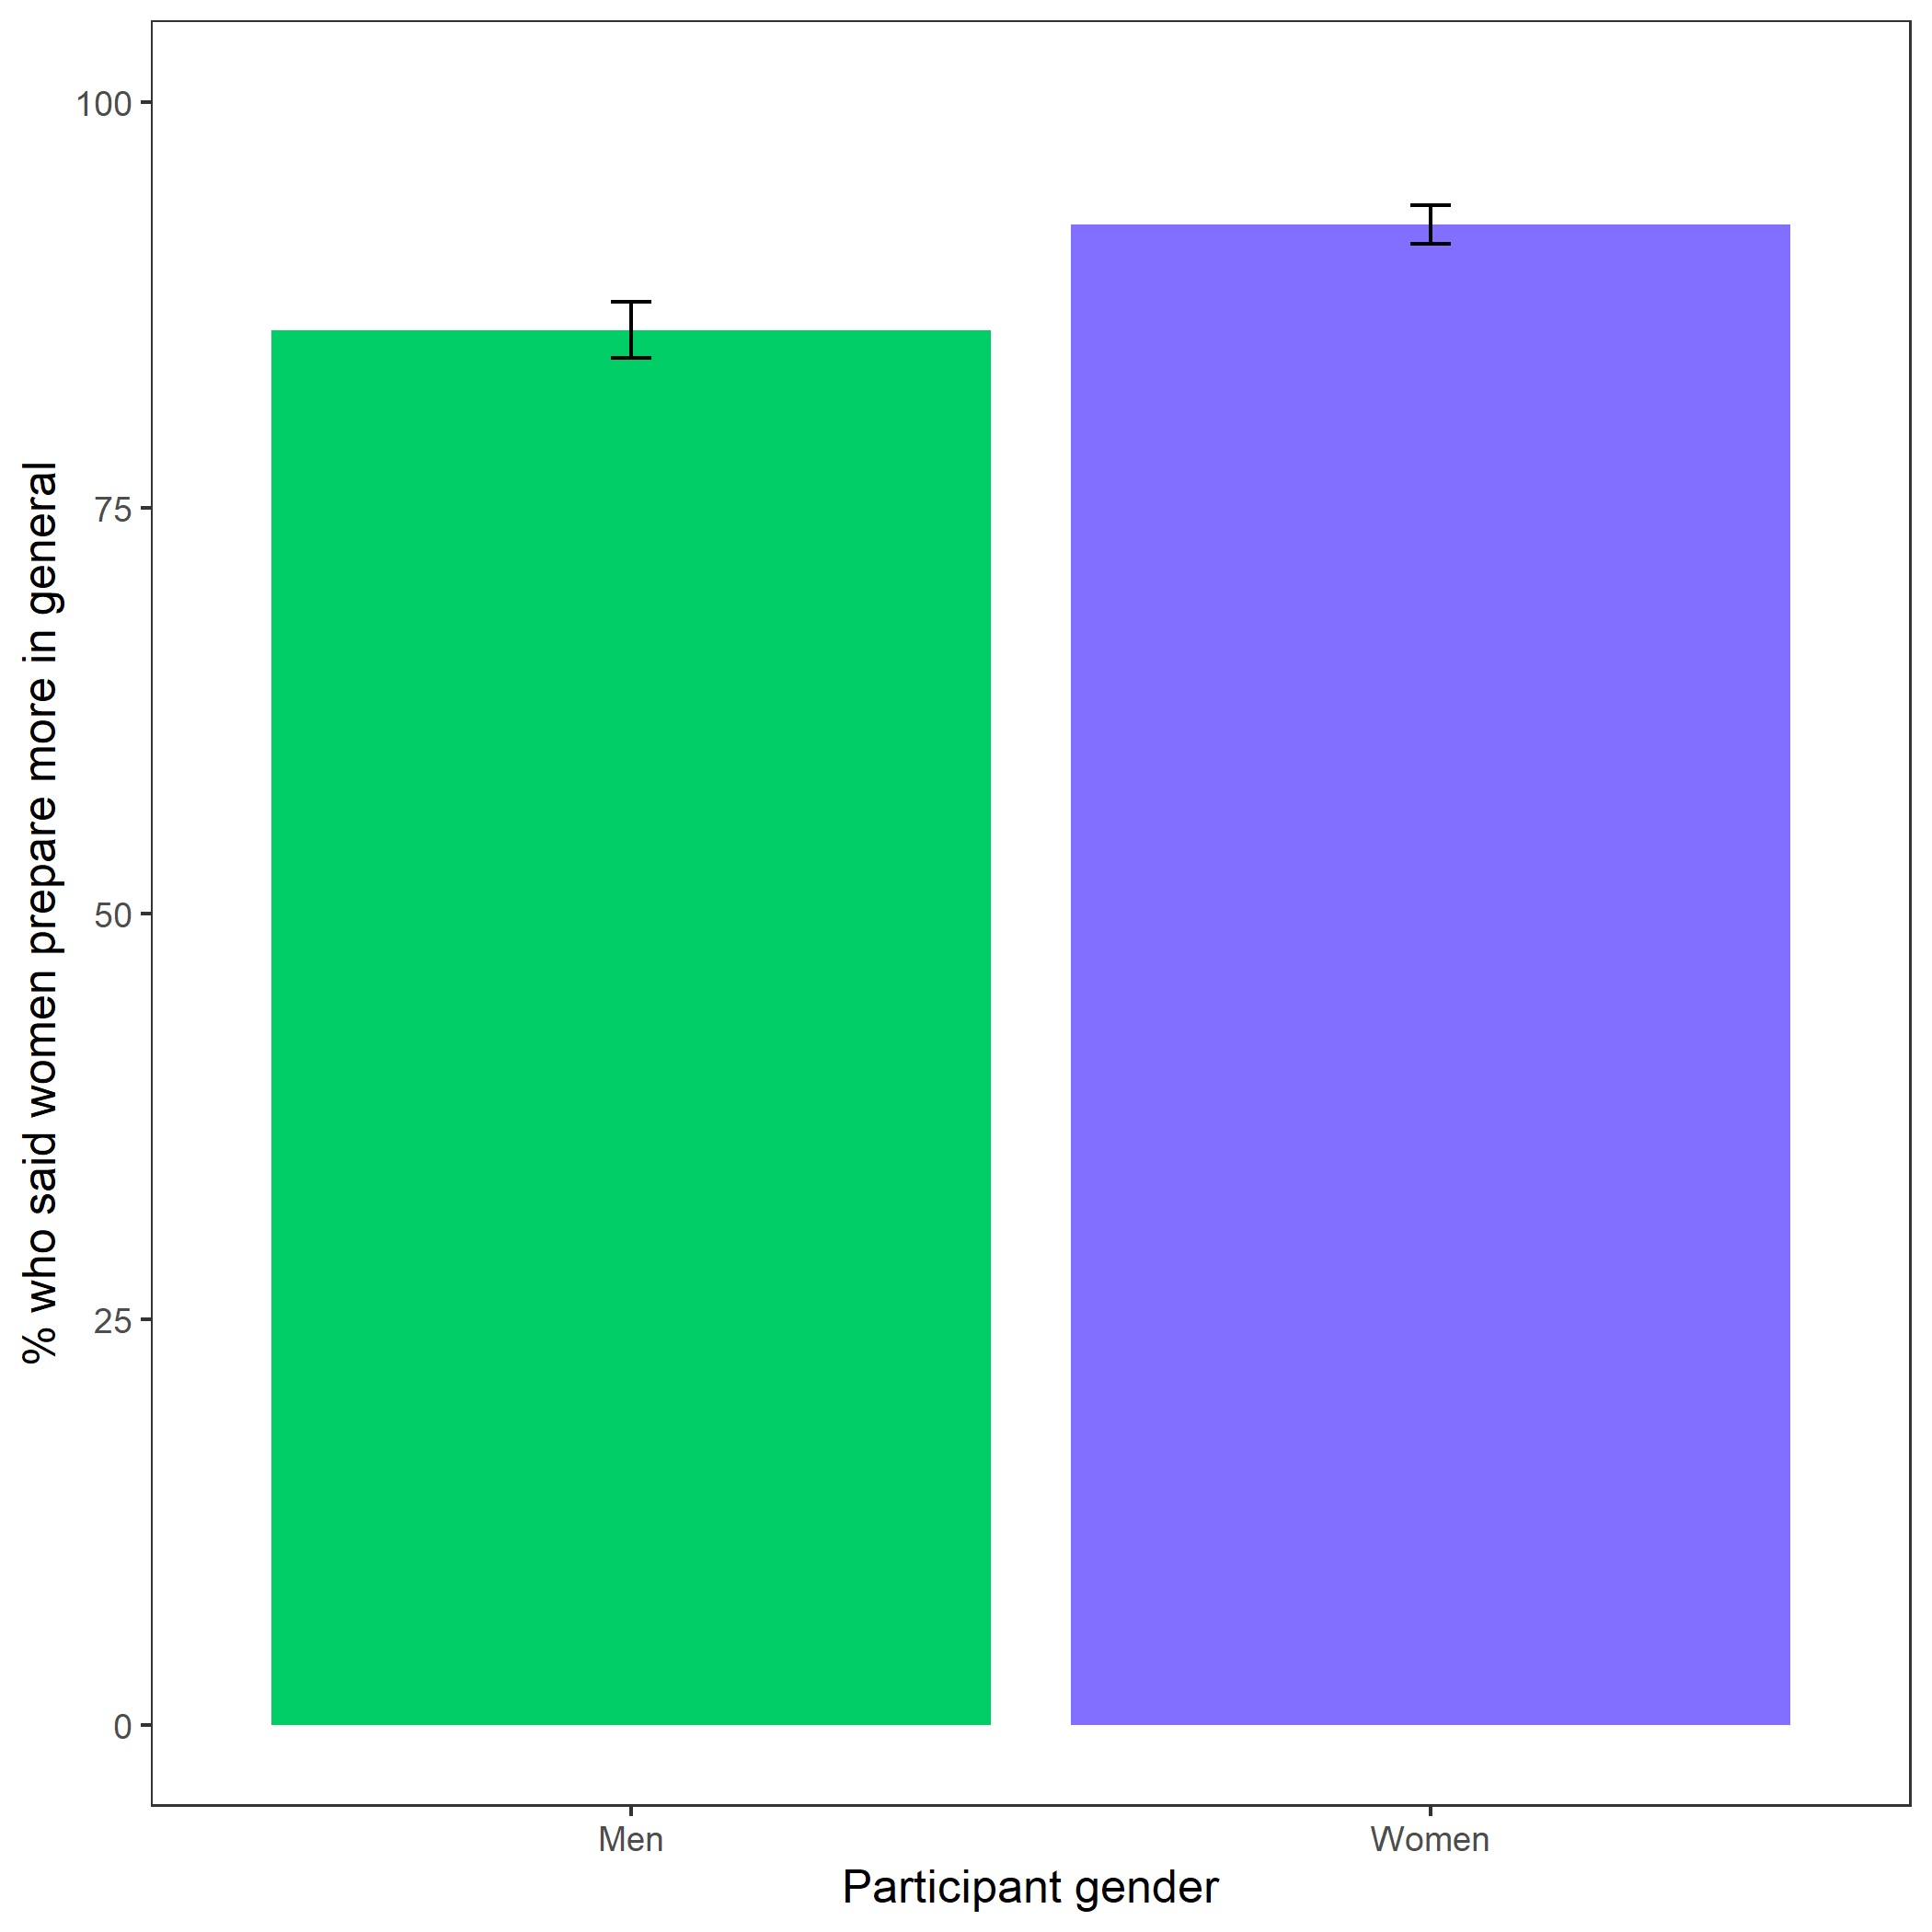 % who said women prepare more in general
100
75
50
25
0
Men
Women
Participant gender